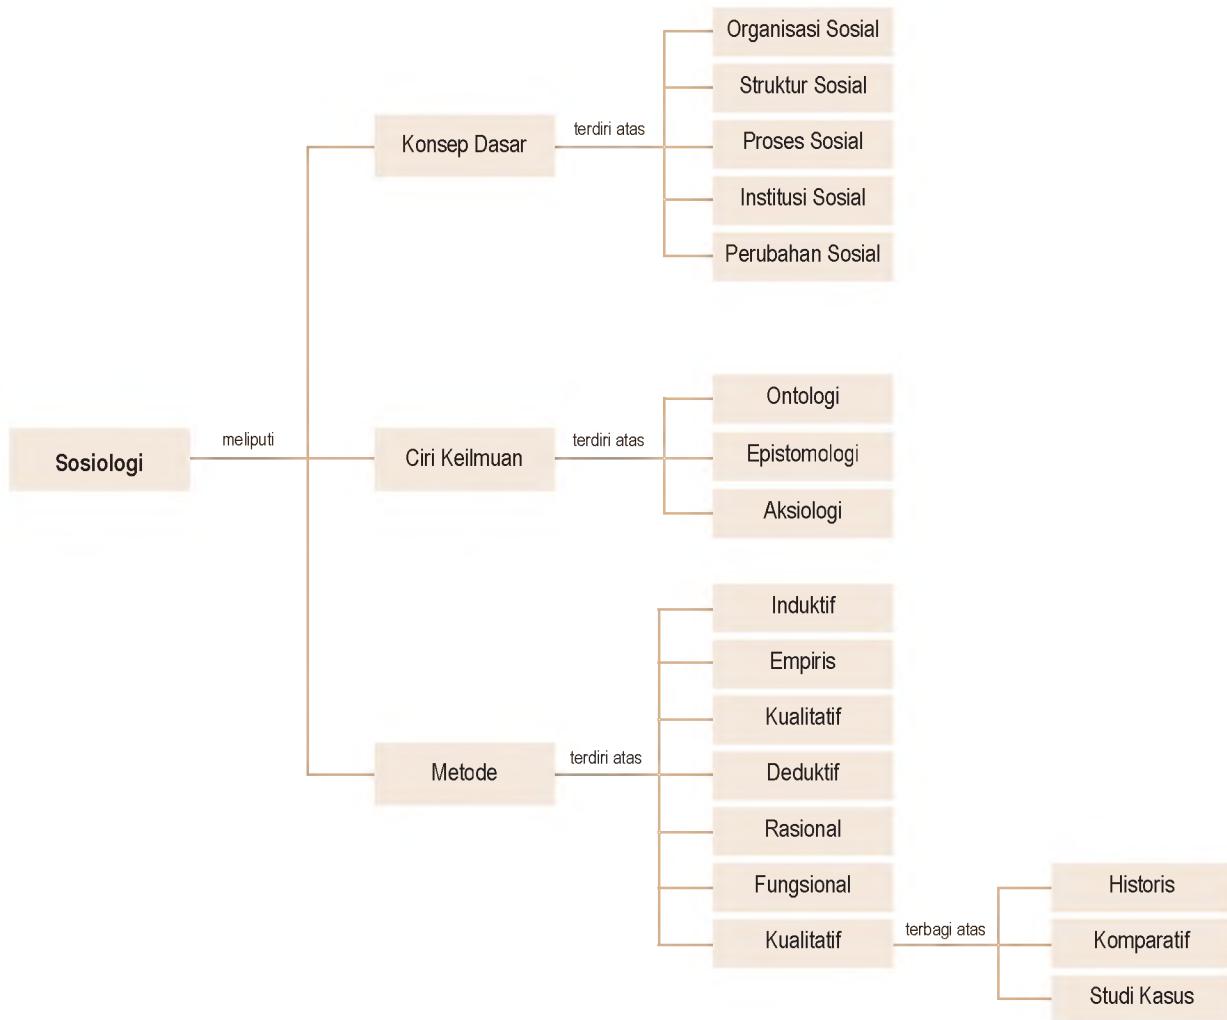 Sosiologi
meliputi
Konsep Dasar
terdiri atas
Organisasi Sosial
Struktur Sosial
Proses Sosial
Institusi Sosial
Perubahan Sosial
Ciri Keilmuan
terdiri atas
Ontologi
Epistomologi
Aksiologi
Metode
terdiri atas
Induktif
Empiris
Kualitatif
Deduktif
Rasional
Fungsional
Kualitatif
terbagi atas
Historis
Komparatif
Studi Kasus